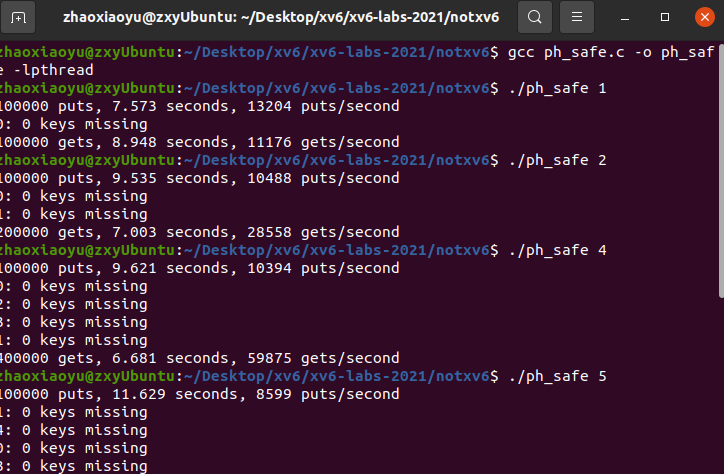 zhaoxiaoyu@zxyUbuntu: ~/Desktop/xv6/xv6-labs-2021/notxv6
zhaoxiaoyu@zxyUbuntu:~/Desktop/xv6/xv6-labs-2021/notxv6$ gcc ph_safe.c -o ph_saf
e -lpthread
zhaoxiaoyu@zxyUbuntu:~/Desktop/xv6/xv6-labs-2021/notxv6$ ./ph_safe 1
100000 puts, 7.573 seconds, 13204 puts/second
0: 0 keys missing
100000 gets, 8.948 seconds, 11176 gets/second
zhaoxiaoyu@zxyUbuntu:~/Desktop/xv6/xv6-labs-2021/notxv6$ ./ph_safe 2
100000 puts, 9.535 seconds, 10488 puts/second
0: 0 keys missing
1: 0 keys missing
200000 gets, 7.003 seconds, 28558 gets/second
zhaoxiaoyu@zxyUbuntu:~/Desktop/xv6/xv6-labs-2021/notxv6$ ./ph_safe 4
100000 puts, 9.621 seconds, 10394 puts/second
0: 0 keys missing
2: 0 keys missing
3: 0 keys missing
1: 0 keys missing
400000 gets, 6.681 seconds, 59875 gets/second
zhaoxiaoyu@zxyUbuntu:~/Desktop/xv6/xv6-labs-2021/notxv6$ ./ph_safe 5
100000 puts, 11.629 seconds, 8599 puts/second
1: 0 keys missing
4: 0 keys missing
0: 0 keys missing
3: 0 keys missing